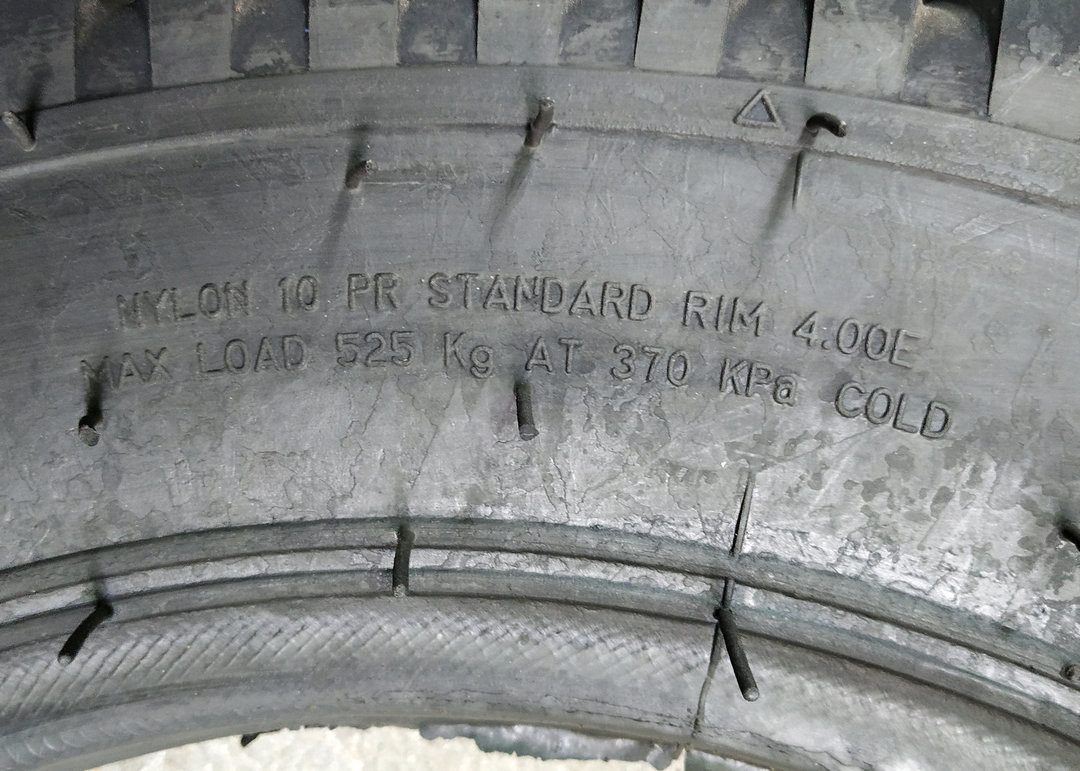 NYLON 10 PR STANDARD RIM 4.00E
MAX LOAD 525 Kg AT 370 KPa COLD